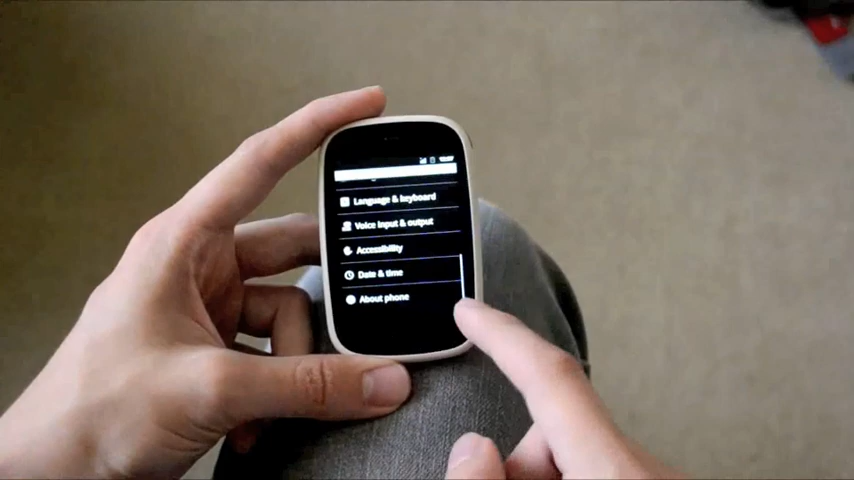 Language & keyboard
Voice input & output
Accessibility
Date & time
About phone